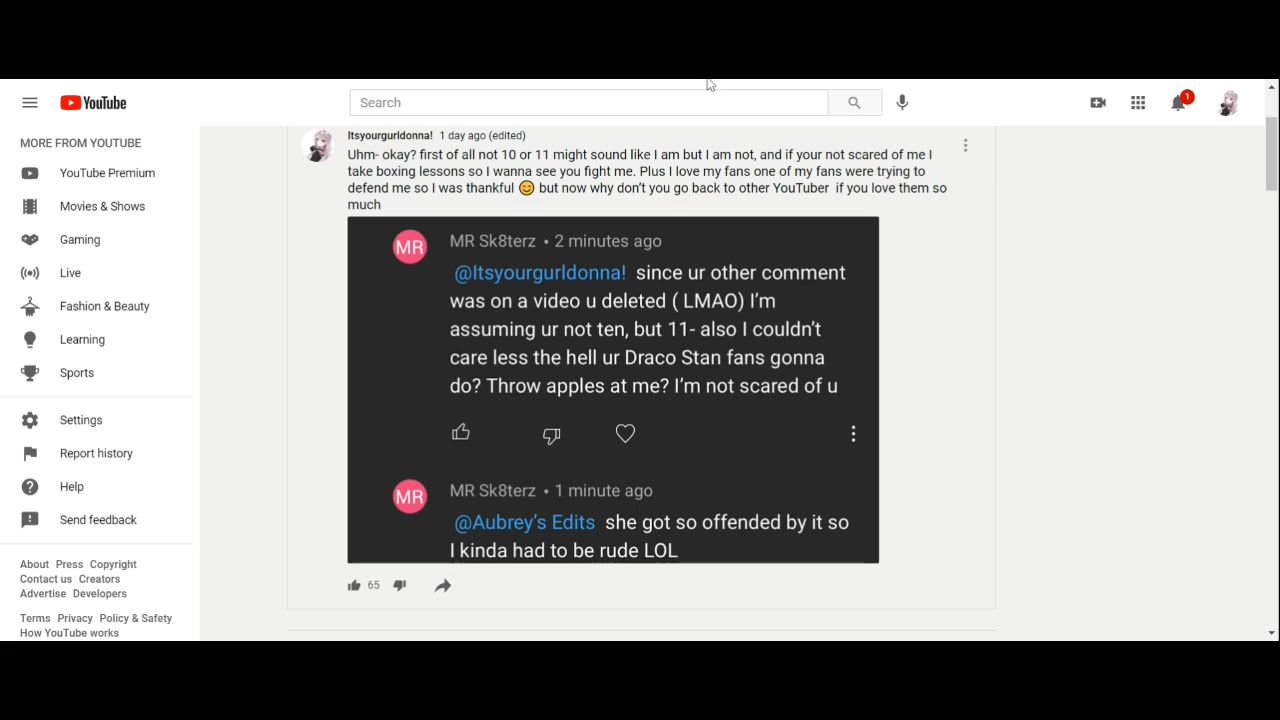 YouTube
Search
1
MORE FROM YOUTUBE
YouTube Premium
Movies & Shows
Gaming
Live
Fashion & Beauty
Learning
Sports
Settings
Report history
Help
Send feedback
About Press Copyright
Contact us Creators
Advertise Developers
Terms Privacy Policy & Safety
How YouTube works
Itsyourgurldonna! 1 day ago (edited)
Uhm- okay? first of all not 10 or 11 might sound like I am but I am not, and if your not scared of me I
take boxing lessons so I wanna see you fight me. Plus I love my fans one of my fans were trying to
defend me so I was thankful 😊 but now why don't you go back to other YouTuber if you love them so
much
MR
MR Sk8terz • 2 minutes ago
@Itsyourgurldonna! since ur other comment
was on a video u deleted ( LMAO) I'm
assuming ur not ten, but 11- also I couldn't
care less the hell ur Draco Stan fans gonna
do? Throw apples at me? I'm not scared of u
MR
MR Sk8terz • 1 minute ago
@Aubrey's Edits she got so offended by it so
I kinda had to be rude LOL
65